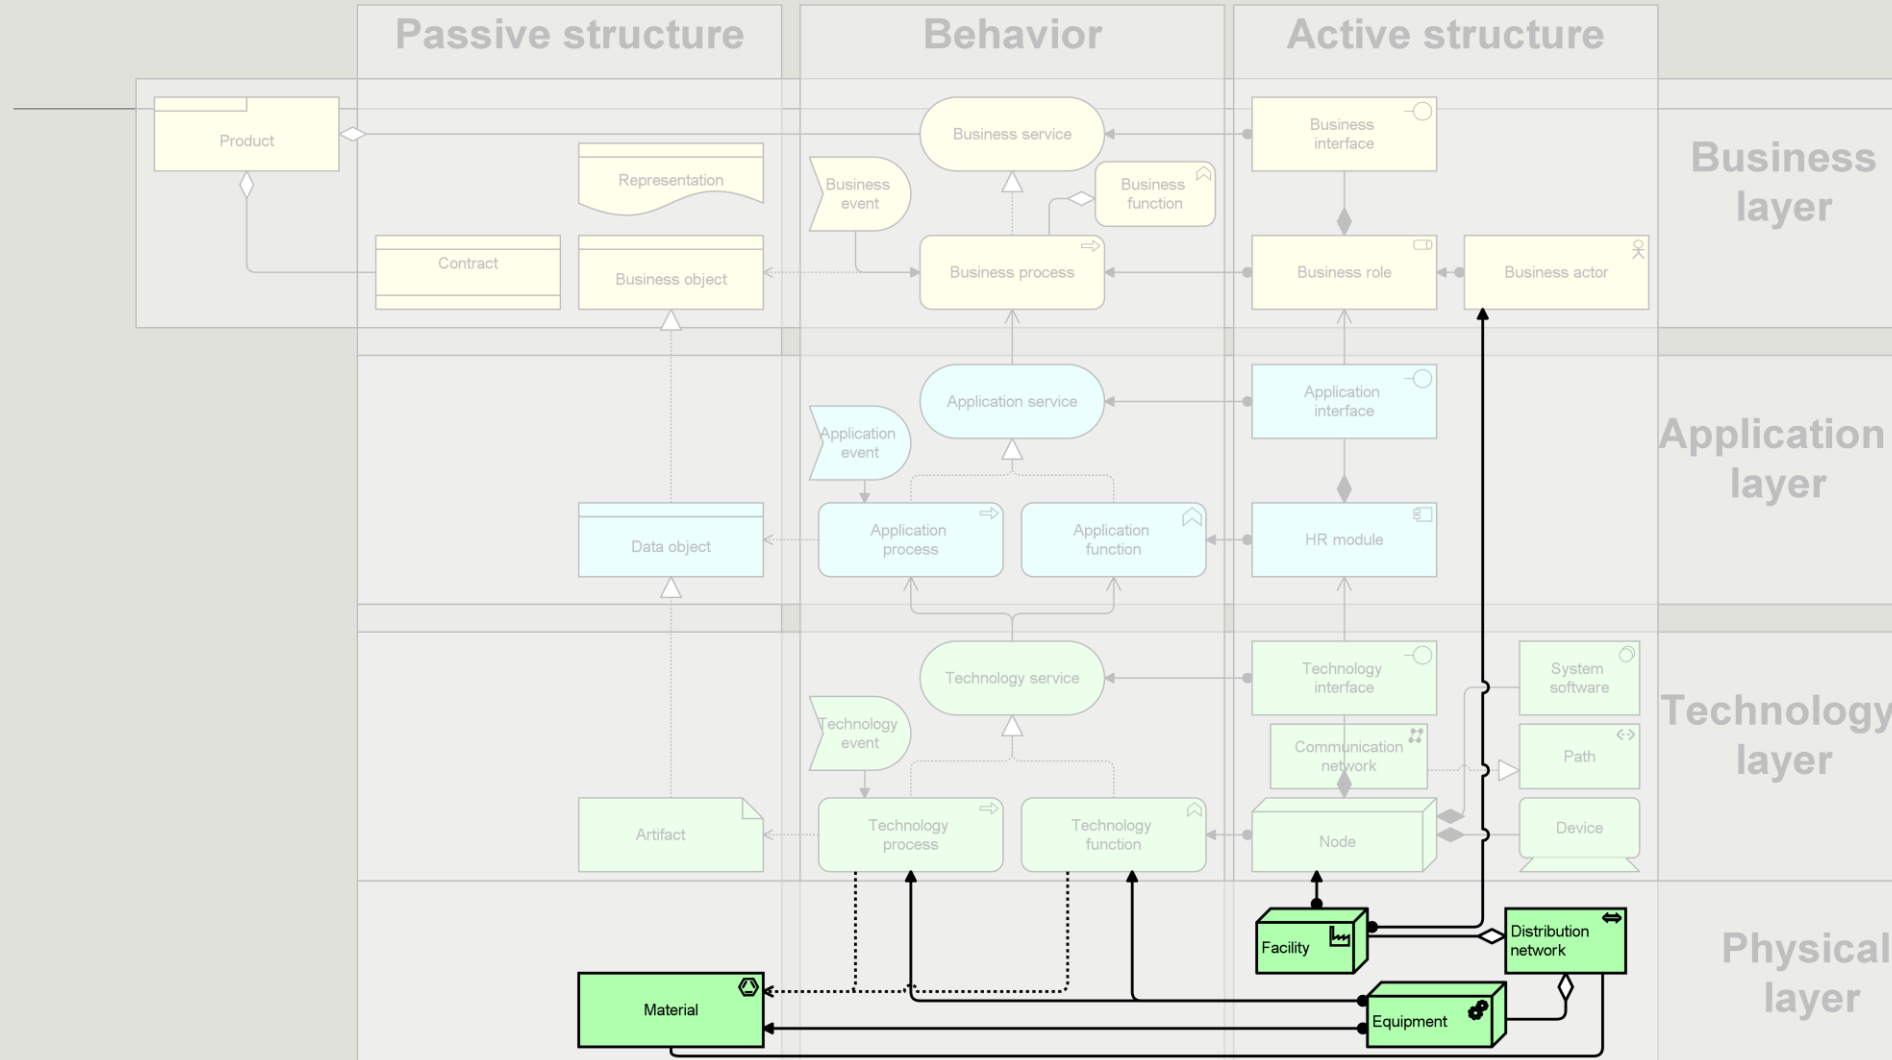 Passive structure
Behavior
Active structure
Product
Business service
Business
interface
Business
layer
Representation
Business
event
Business
function
Contract
Business object
Business process
Business role
Business actor
Application service
Application
interface
Application
layer
Application
event
Data object
Application
process
Application
function
HR module
Technology service
Technology
interface
System
software
Technology
layer
Technology
event
Communication
network
Path
Artifact
Technology
process
Technology
function
Node
Device
Facility
Distribution
network
Physical
layer
Material
Equipment